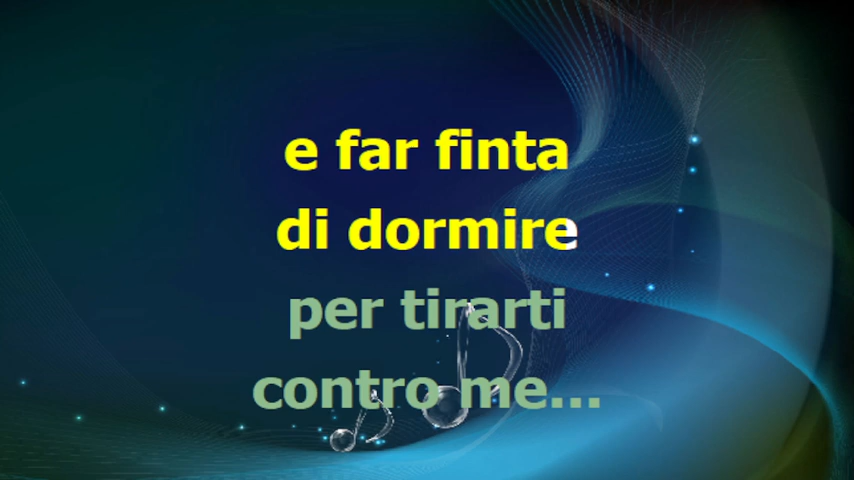 e far finta
di dormire
per tirarti
contro me...